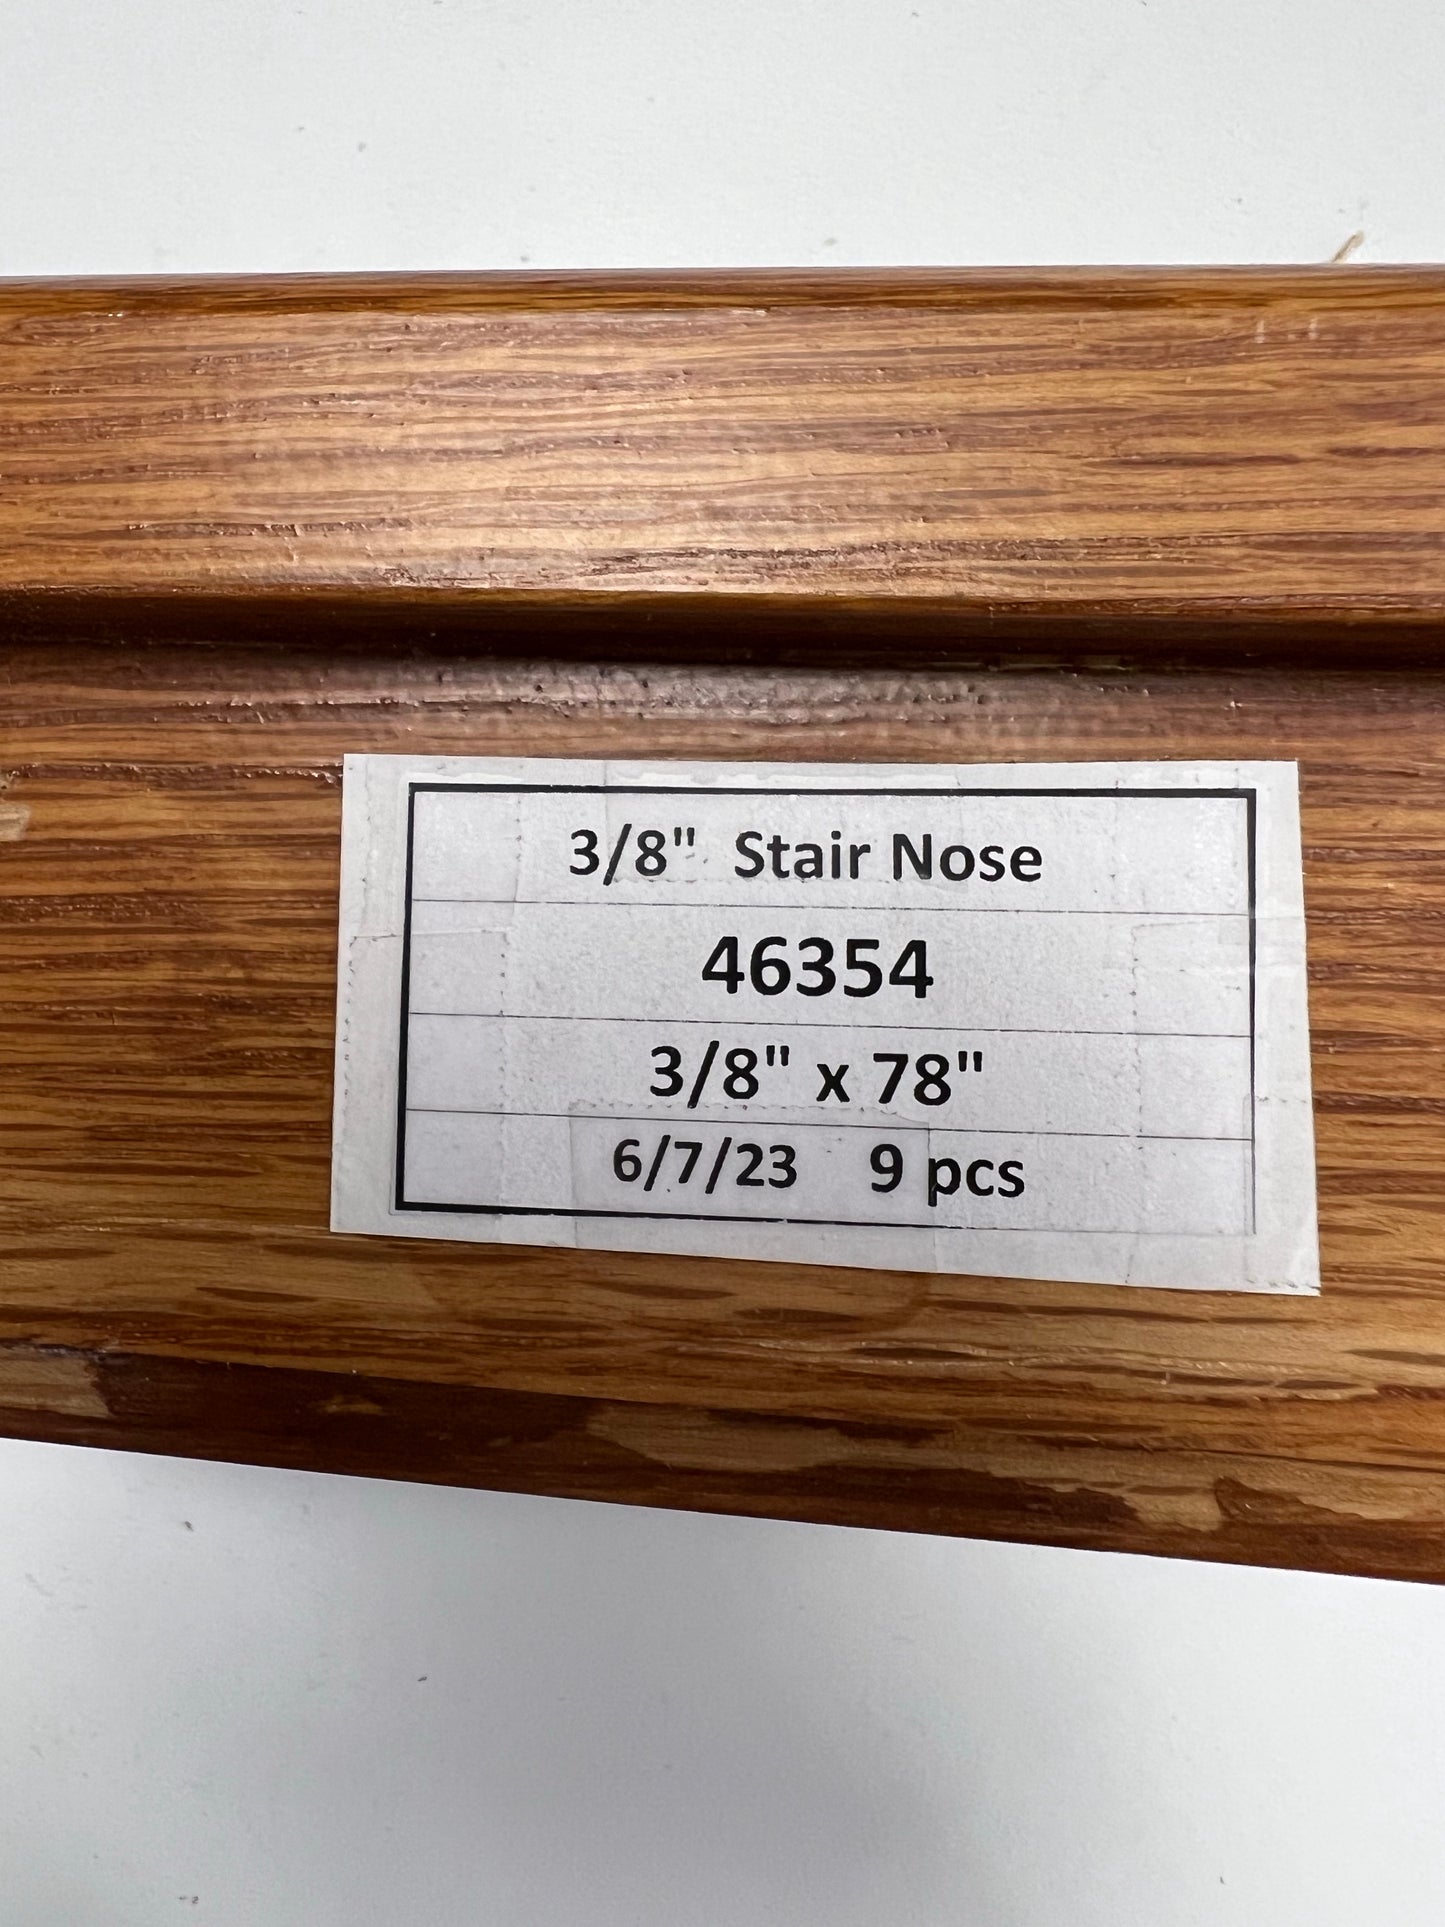 3/8" Stair Nose
46354
3/8" x 78"
6/7/23 9 pcs